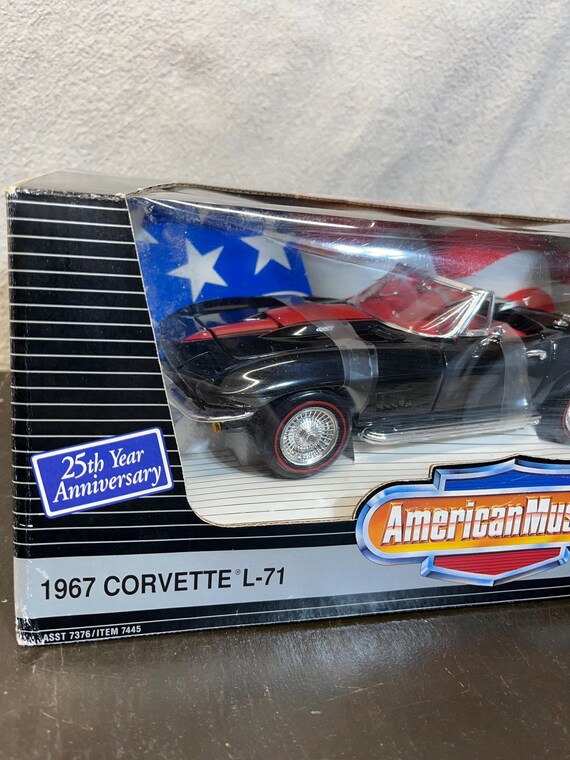 25th Year
Anniversary
AmericanMus
1967 CORVETTE® L-71
ASST 7376/ITEM 7445